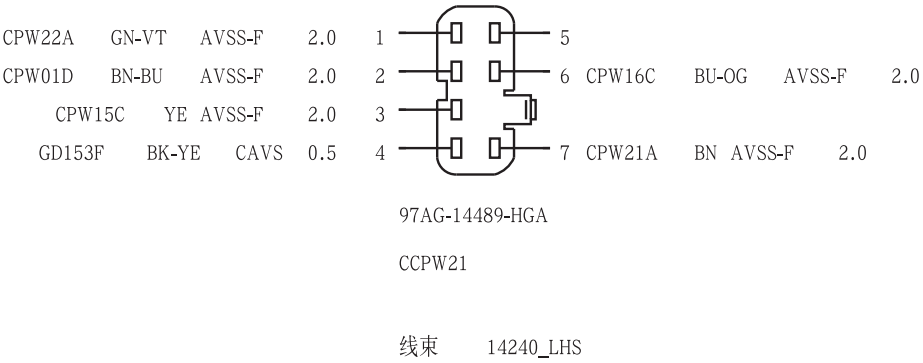 CPW22A GN-VT AVSS-F 2.0 1 5
CPW01D BN-BU AVSS-F 2.0 2 6 CPW16C BU-OG AVSS-F 2.0
CPW15C YE AVSS-F 2.0 3
GD153F BK-YE CAVS 0.5 4 7 CPW21A BN AVSS-F 2.0
97AG-14489-HGA
CCPW21
线束 14240_LHS